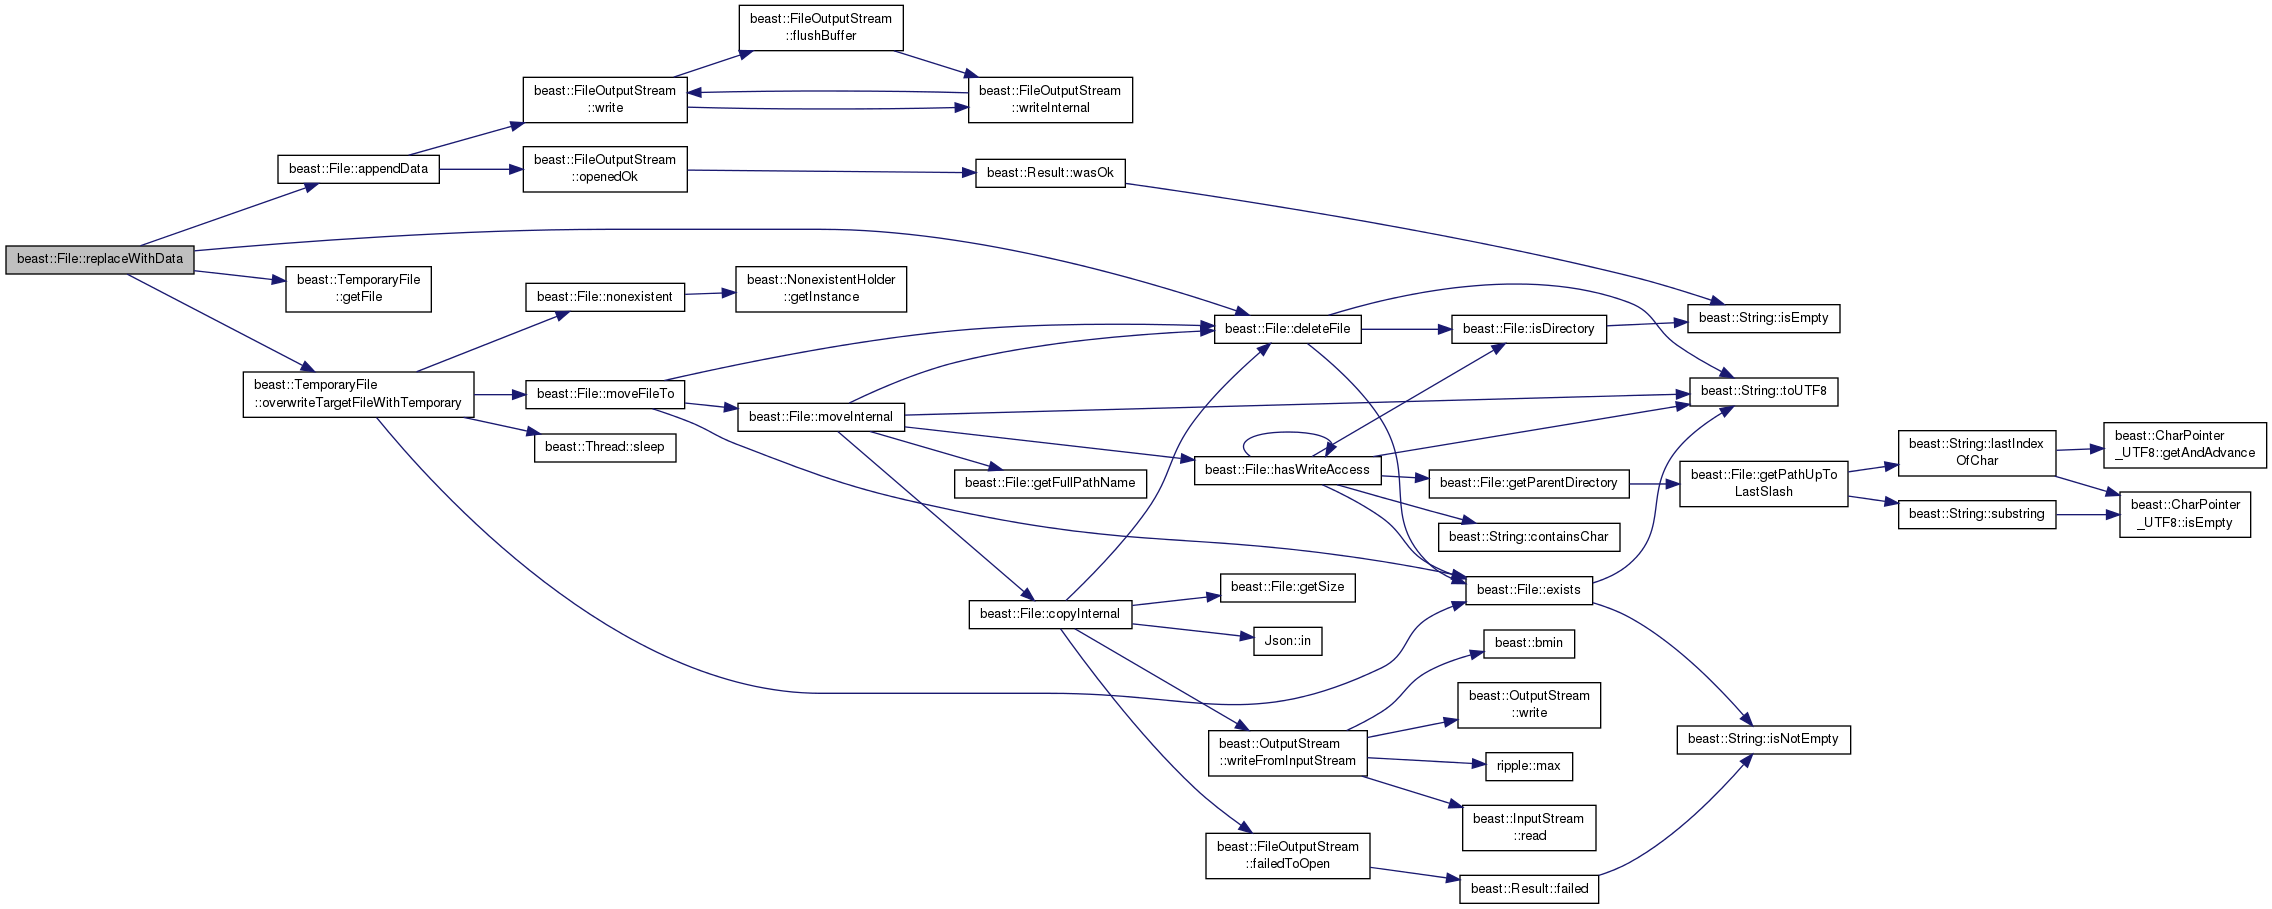 beast::FileOutputStream
::flushBuffer
beast::FileOutputStream
::write
beast::FileOutputStream
::writeInternal
beast::File::appendData
beast::FileOutputStream
::openedOk
beast::Result::wasOk
beast::File::replaceWithData
beast::TemporaryFile
::getFile
beast::File::nonexistent
beast::NonexistentHolder
::getInstance
beast::File::deleteFile
beast::File::isDirectory
beast::String::isEmpty
beast::TemporaryFile
::overwriteTargetFileWithTemporary
beast::File::moveFileTo
beast::File::moveInternal
beast::String::toUTF8
beast::Thread::sleep
beast::File::getFullPathName
beast::File::hasWriteAccess
beast::File::getParentDirectory
beast::File::getPathUpTo
LastSlash
beast::String::lastIndex
OfChar
beast::CharPointer
_UTF8::getAndAdvance
beast::String::substring
beast::CharPointer
_UTF8::isEmpty
beast::String::containsChar
beast::File::exists
beast::File::copyInternal
beast::File::getSize
Json::in
beast::bmin
beast::OutputStream
::write
beast::OutputStream
::writeFromInputStream
ripple::max
beast::String::isNotEmpty
beast::InputStream
::read
beast::FileOutputStream
::failedToOpen
beast::Result::failed